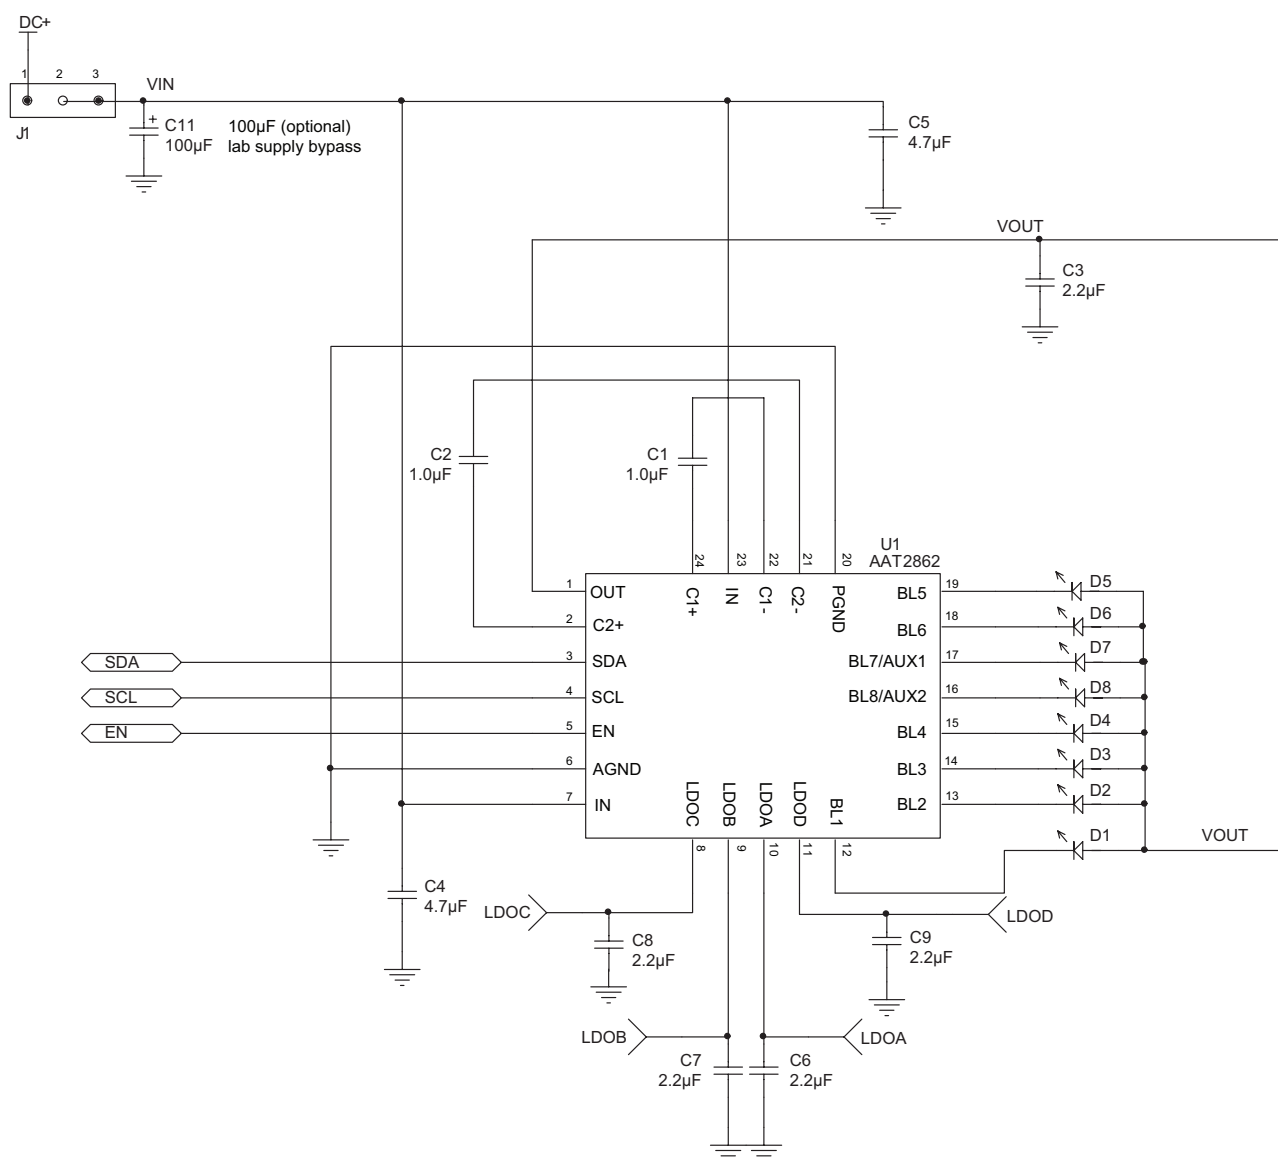 DC+
1 2 3
J1
VIN
C11
100µF
100µF (optional)
lab supply bypass
C5
4.7µF
VOUT
C3
2.2µF
C2
1.0µF
C1
1.0µF
U1
AAT2862
24 23 22 21 20
C1+ IN C1- C2- PGND
1 OUT
2 C2+
SDA 3 SDA
SCL 4 SCL
EN 5 EN
6 AGND
7 IN
BL5 19 D5
BL6 18 D6
BL7/AUX1 17 D7
BL8/AUX2 16 D8
BL4 15 D4
BL3 14 D3
BL2 13 D2
LDOC LDOB LDOA LDOD BL1
8 9 10 11 12
D1
VOUT
C4
4.7µF
LDOC
C8
2.2µF
LDOD
C9
2.2µF
LDOB
C7
2.2µF
LDOA
C6
2.2µF